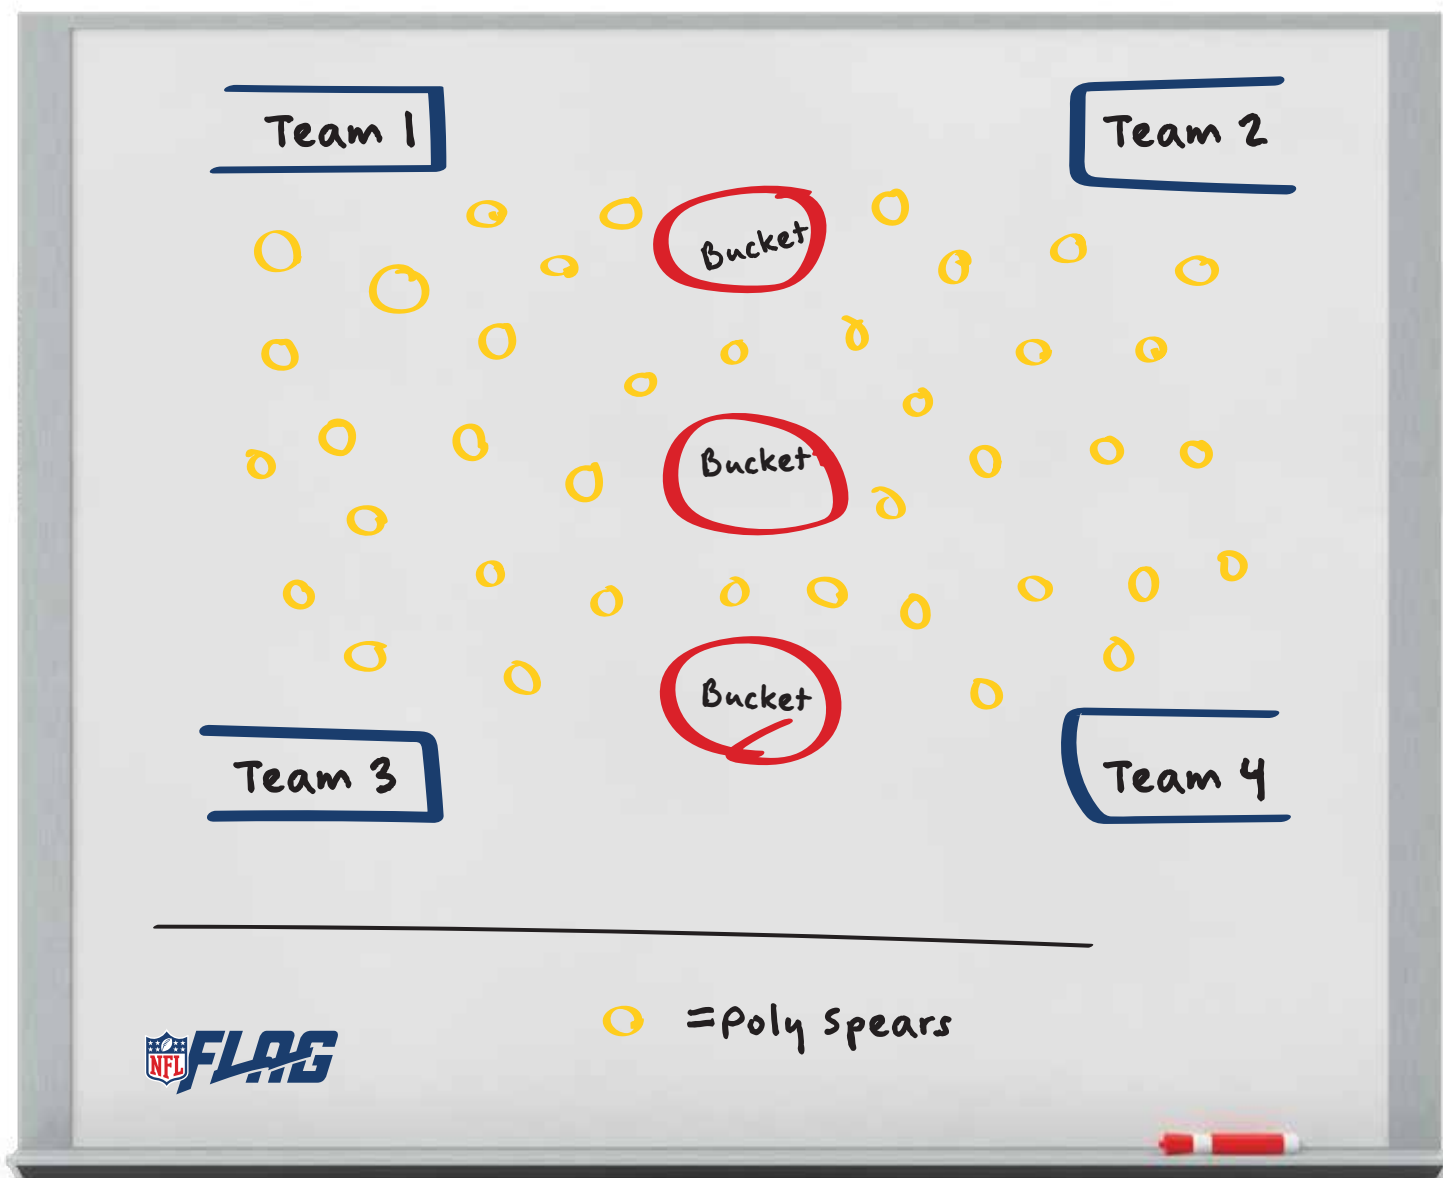 Team 1
Team 2
Bucket
Bucket
Bucket
Team 3
Team 4
=Poly Spears
NFL FLAG